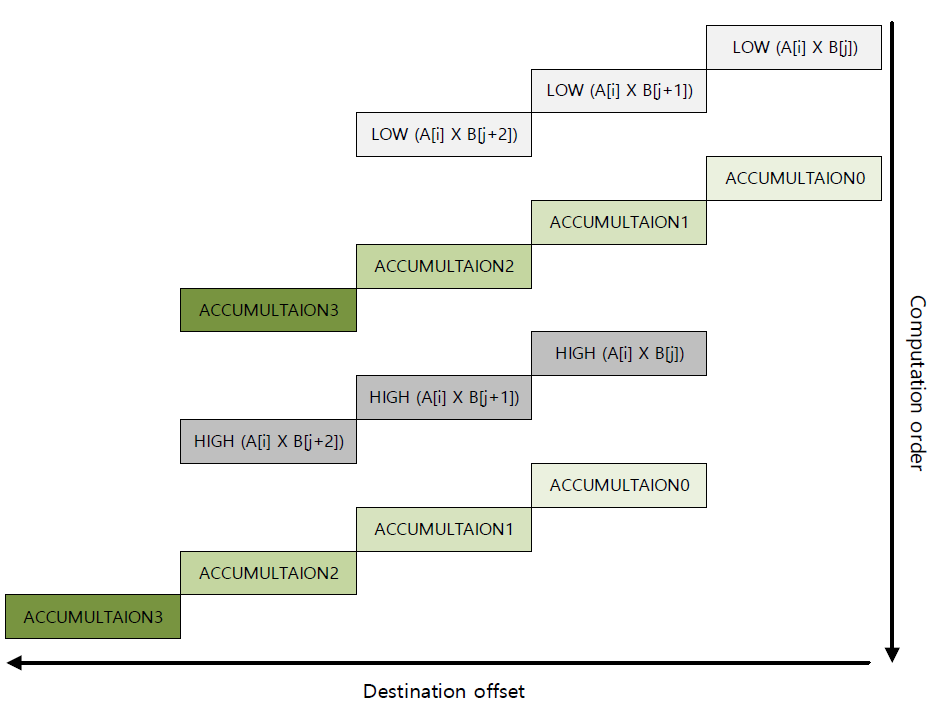 LOW (A[i] X B[j])
LOW (A[i] X B[j+1])
LOW (A[i] X B[j+2])
ACCUMULTAION0
ACCUMULTAION1
ACCUMULTAION2
ACCUMULTAION3
HIGH (A[i] X B[j])
HIGH (A[i] X B[j+1])
HIGH (A[i] X B[j+2])
ACCUMULTAION0
ACCUMULTAION1
ACCUMULTAION2
ACCUMULTAION3
Computation order
Destination offset